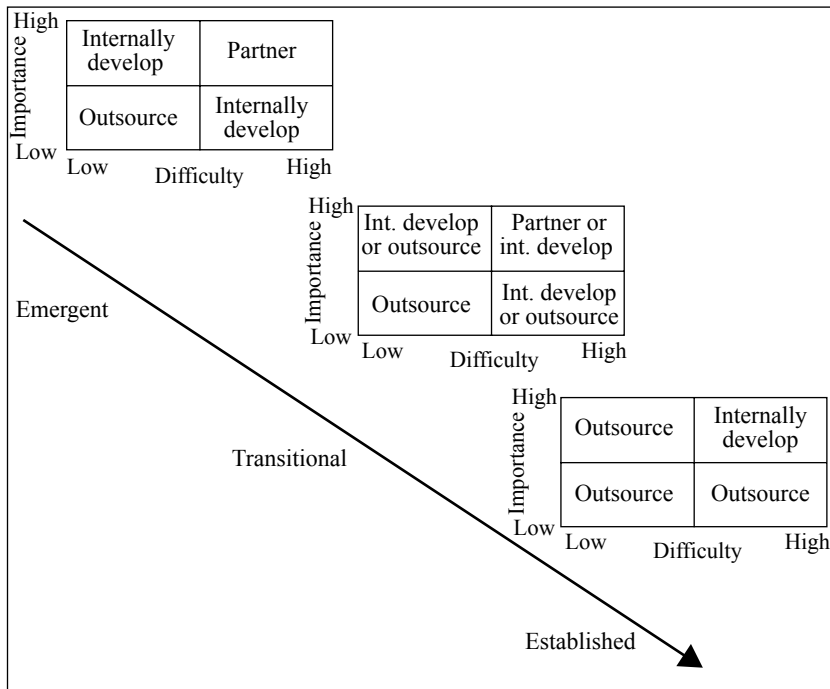 High
Importance
Low
Internally
develop
Partner
Outsource
Internally
develop
Low
Difficulty
High
Emergent
High
Importance
Low
Int. develop
or outsource
Partner or
int. develop
Outsource
Int. develop
or outsource
Low
Difficulty
High
Transitional
High
Importance
Low
Outsource
Internally
develop
Outsource
Outsource
Low
Difficulty
High
Established